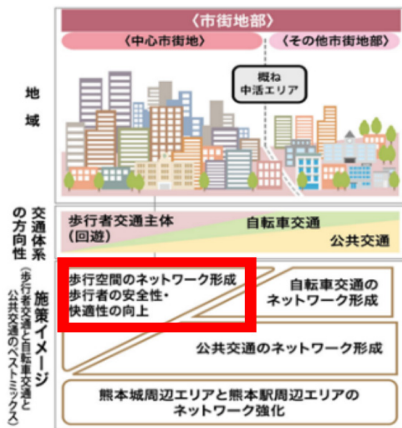 〈市街地部〉
〈中心市街地〉
〈その他市街地部〉
概ね
中活エリア
地域
交通体系の方向性
歩行者交通主体
(回遊)
自転車交通
公共交通
施策イメージ
(歩行者交通と自転車交通と
公共交通のベストミックス)
歩行空間のネットワーク形成
歩行者の安全性・
快適性の向上
自転車交通の
ネットワーク形成
公共交通のネットワーク形成
熊本城周辺エリアと熊本駅周辺エリアの
ネットワーク強化